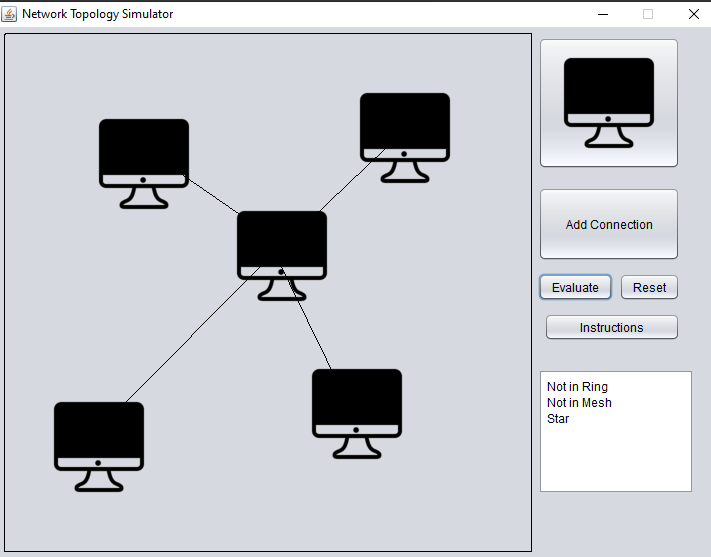 Network Topology Simulator
Add Connection
Evaluate
Reset
Instructions
Not in Ring
Not in Mesh
Star